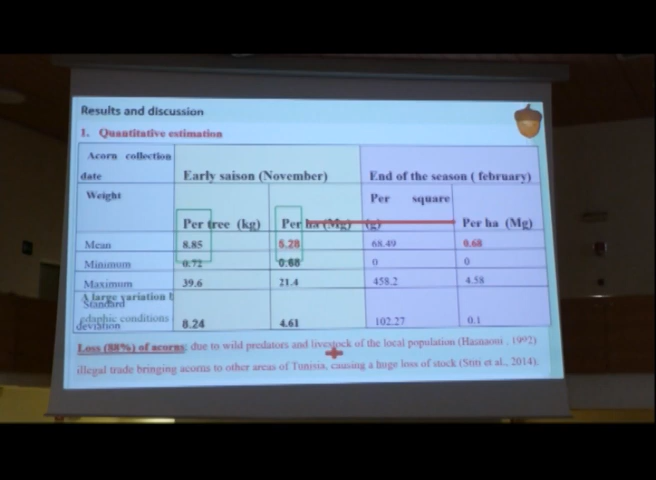 Results and discussion
1. Quantitative estimation
Acorn collection date
Early saison (November)
End of the season ( february)
Weight
Per tree (kg)
Per ha (Mg)
Per square
(g)
Per ha (Mg)
Mean 8.85 5.28 68.49 0.68
Minimum 0.72 0.68 0 0
Maximum 39.6 21.4 458.2 4.58
A large variation
Standard
edaphic conditions
deviation 8.24 4.61 102.27 0.1
Loss (88%) of acorns: due to wild predators and livestock of the local population (Hasnaoui , 1992)
illegal trade bringing acorns to other areas of Tunisia, causing a huge loss of stock (Stiti et al., 2014).